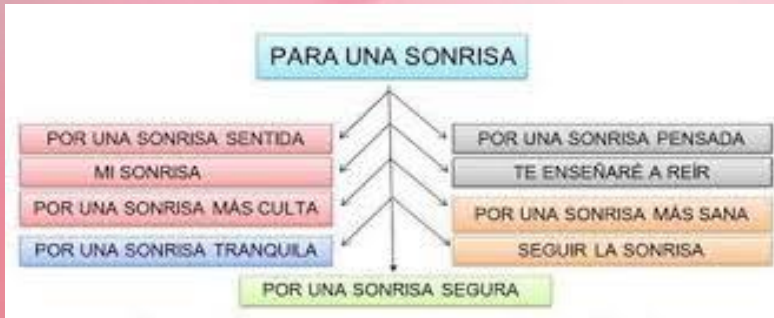 PARA UNA SONRISA
POR UNA SONRISA SENTIDA
POR UNA SONRISA PENSADA
MI SONRISA
TE ENSEÑARÉ A REÍR
POR UNA SONRISA MÁS CULTA
POR UNA SONRISA MÁS SANA
POR UNA SONRISA TRANQUILA
SEGUIR LA SONRISA
POR UNA SONRISA SEGURA